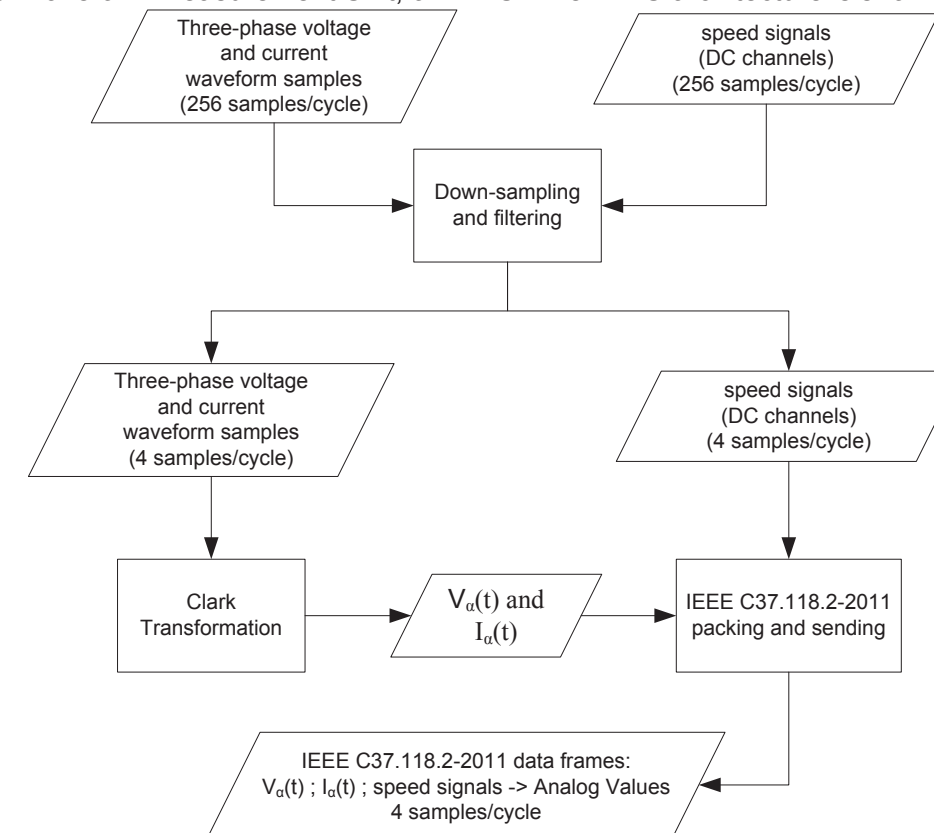 Three-phase voltage
and current
waveform samples
(256 samples/cycle)
speed signals
(DC channels)
(256 samples/cycle)
Down-sampling
and filtering
Three-phase voltage
and current
waveform samples
(4 samples/cycle)
speed signals
(DC channels)
(4 samples/cycle)
Clark
Transformation
Vα(t) and
Iα(t)
IEEE C37.118.2-2011
packing and sending
IEEE C37.118.2-2011 data frames:
Vα(t) ; Iα(t) ; speed signals -> Analog Values
4 samples/cycle